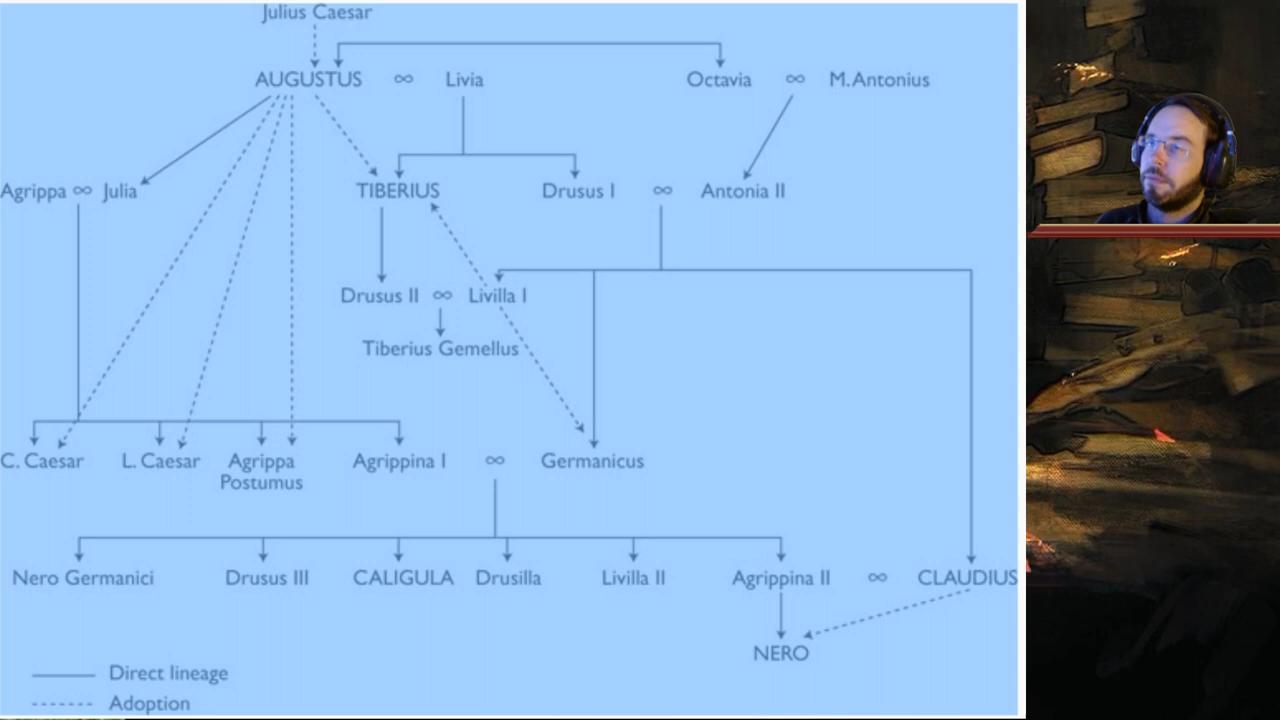 Julius Caesar
AUGUSTUS ∞ Livia Octavia ∞ M. Antonius
Agrippa ∞ Julia TIBERIUS Drusus I ∞ Antonia II
Drusus II ∞ Livilla I
Tiberius Gemellus
C. Caesar L. Caesar Agrippa Agrippina I ∞ Germanicus
Postumus
Nero Germanici Drusus III CALIGULA Drusilla Livilla II Agrippina II ∞ CLAUDIUS
NERO
Direct lineage
Adoption